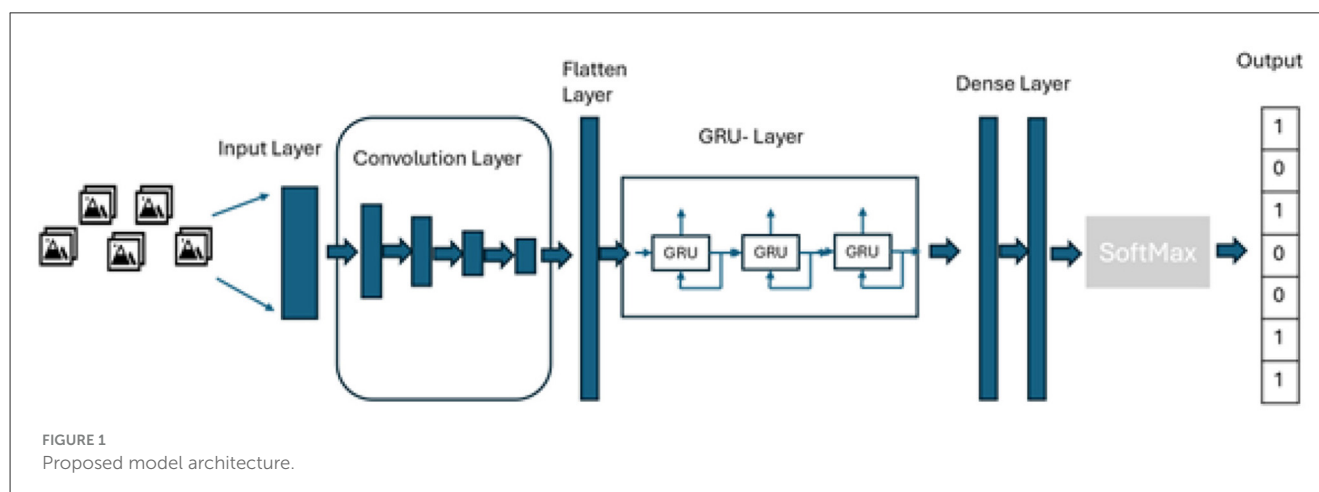 Input Layer
Convolution Layer
Flatten
Layer
GRU- Layer
GRU
GRU
GRU
Dense Layer
SoftMax
Output
1
0
1
0
0
1
1
FIGURE 1
Proposed model architecture.